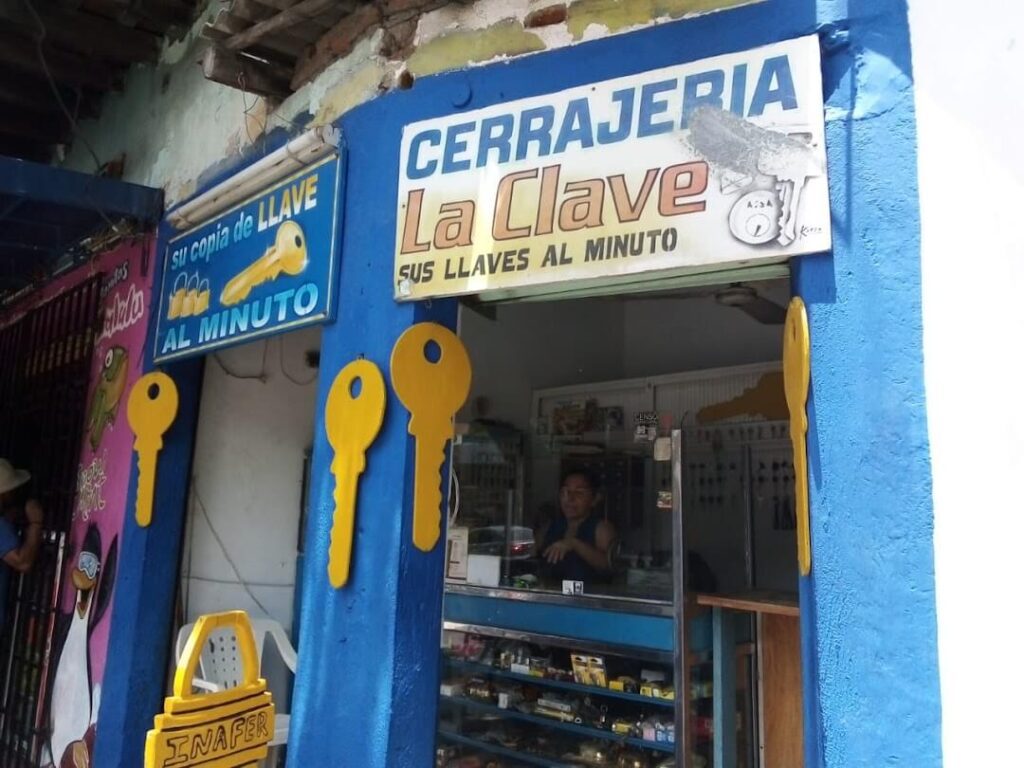 su copia de LLAVE
AL MINUTO
CERRAJERIA
La Clave
SUS LLAVES AL MINUTO
INAFER